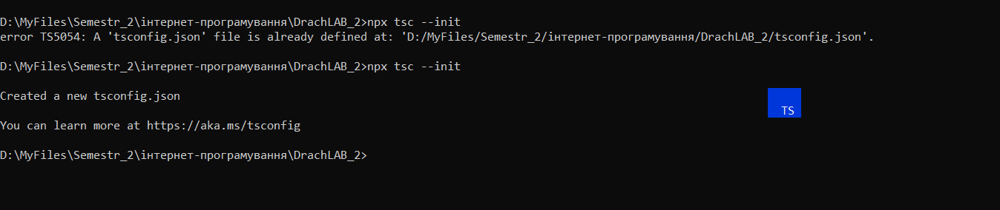 D:\MyFiles\Semestr_2\інтернет-програмування\DrachLAB_2>npx tsc --init
error TS5054: A 'tsconfig.json' file is already defined at: 'D:/MyFiles/Semestr_2/інтернет-програмування/DrachLAB_2/tsconfig.json'.
D:\MyFiles\Semestr_2\інтернет-програмування\DrachLAB_2>npx tsc --init
Created a new tsconfig.json
TS
You can learn more at https://aka.ms/tsconfig
D:\MyFiles\Semestr_2\інтернет-програмування\DrachLAB_2>